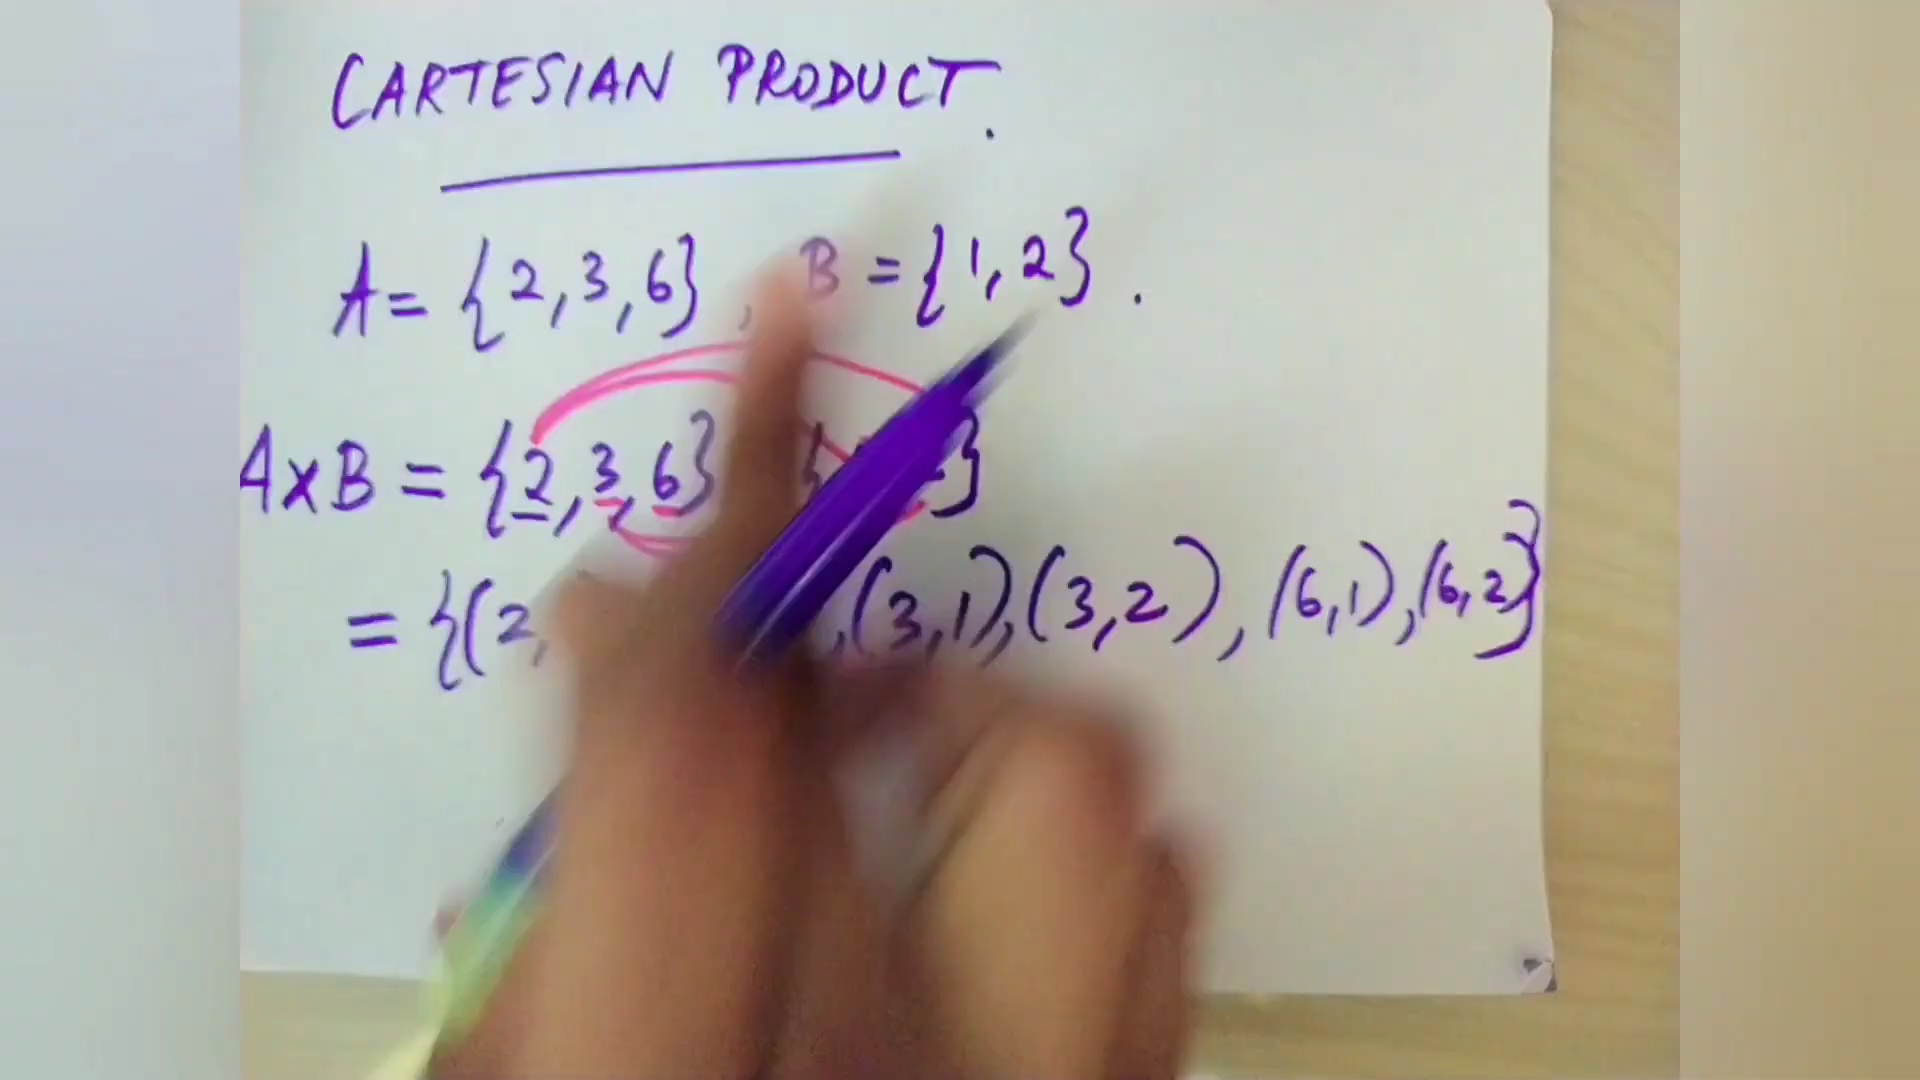 CARTESIAN PRODUCT.
A = {2, 3, 6}, B = {1, 2}.
A x B = {2, 3, 6} { }
= {(2, , (3, 1), (3, 2), (6, 1), (6, 2}